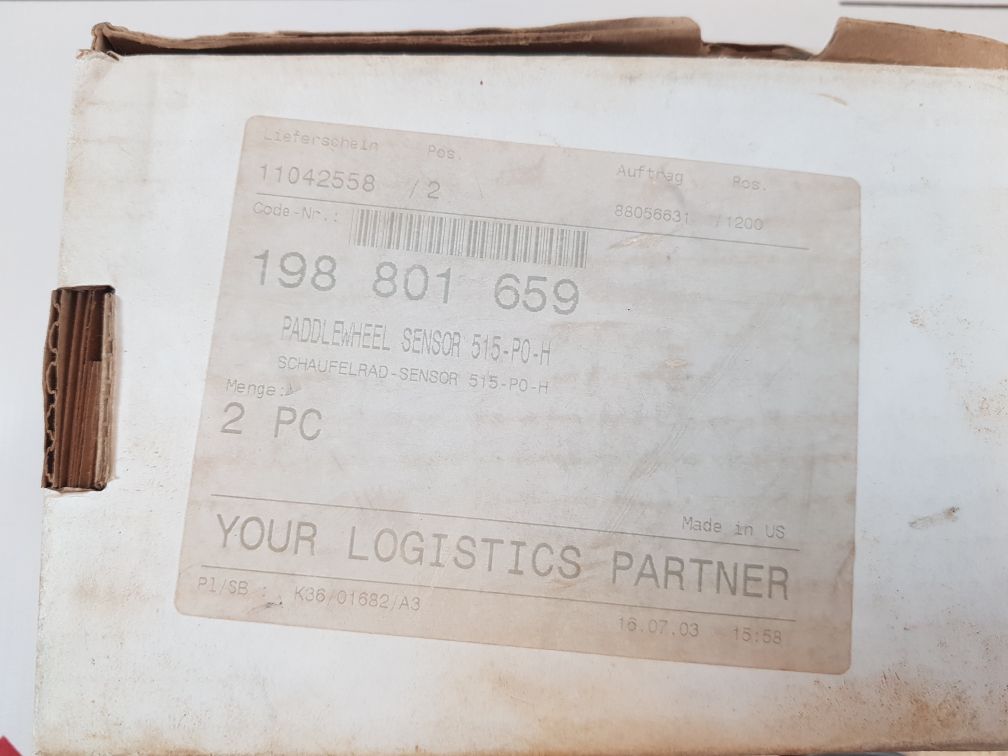 Lieferschein Pos. Auftrag Pos.
11042558 /2 88056631 /1200
Code-Nr.:
198 801 659
PADDLEWHEEL SENSOR 515-P0-H
SCHAUFELRAD-SENSOR 515-P0-H
Menge:
2 PC
Made in US
YOUR LOGISTICS PARTNER
Pl/SB : K36/01682/A3 16.07.03 15:58